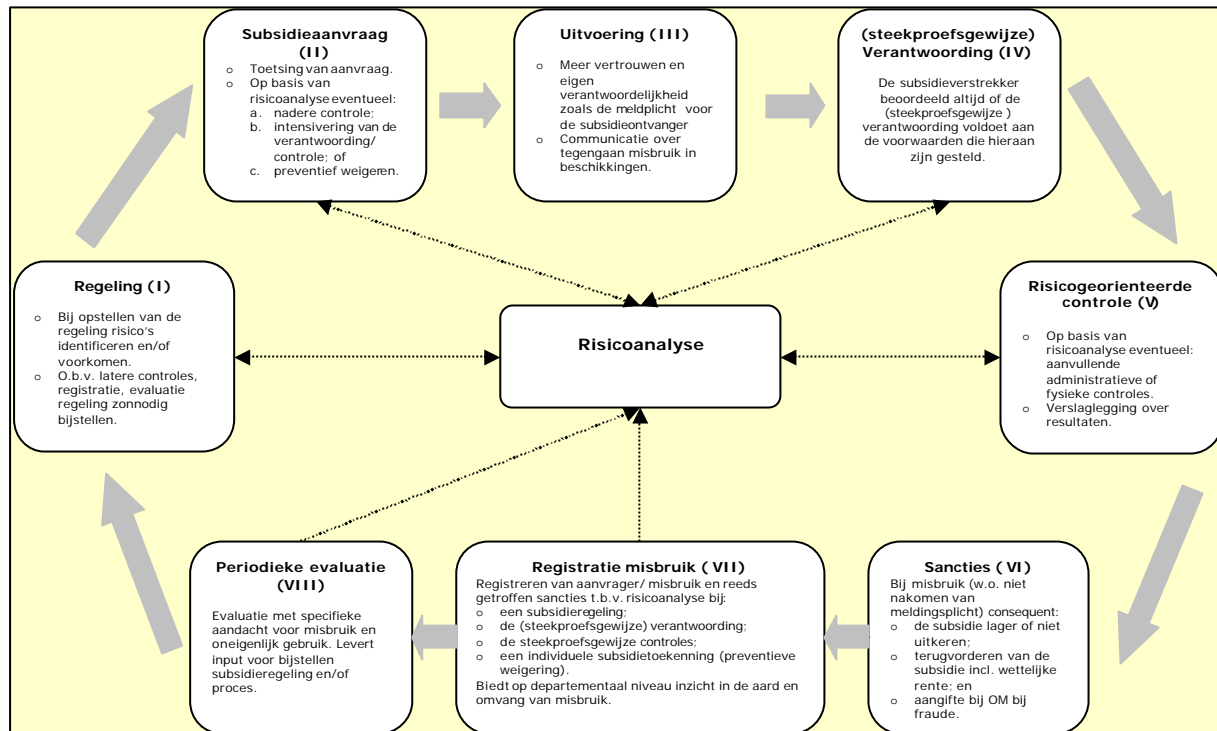 Subsidieaanvraag
(II)
o Toetsing van aanvraag.
o Op basis van
risicoanalyse eventueel:
a. nadere controle;
b. intensivering van de
verantwoording/
controle; of
c. preventief weigeren.
Uitvoering (III)
o Meer vertrouwen en
eigen
verantwoordelijkheid
zoals de meldplicht voor
de subsidieontvanger
o Communicatie over
tegengaan misbruik in
beschikkingen.
(steekproefsgewijze)
Verantwoording (IV)
De subsidieverstrekker
beoordeeld altijd of de
(steekproefsgewijze )
verantwoording voldoet aan
de voorwaarden die hieraan
zijn gesteld.
Regeling (I)
o Bij opstellen van de
regeling risico's
identificeren en/of
voorkomen.
o O.b.v. latere controles,
registratie, evaluatie
regeling zonnodig
bijstellen.
Risicoanalyse
Risicogeorienteerde
controle (V)
o Op basis van
risicoanalyse eventueel:
aanvullende
administratieve of
fysieke controles.
o Verslaglegging over
resultaten.
Periodieke evaluatie
(VIII)
Evaluatie met specifieke
aandacht voor misbruik en
oneigenlijk gebruik. Levert
input voor bijstellen
subsidieregeling en/of
proces.
Registratie misbruik (VII)
Registreren van aanvrager/ misbruik en reeds
getroffen sancties t.b.v. risicoanalyse bij:
o een subsidieregeling;
o de (steekproefsgewijze) verantwoording;
o de steekproefsgewijze controles;
o een individuele subsidietoekenning (preventieve
weigering).
Biedt op departementaal niveau inzicht in de aard en
omvang van misbruik.
Sancties (VI)
Bij misbruik (w.o. niet
nakomen van
meldingsplicht) consequent:
o de subsidie lager of niet
uitkeren;
o terugvorderen van de
subsidie incl. wettelijke
rente; en
o aangifte bij OM bij
fraude.